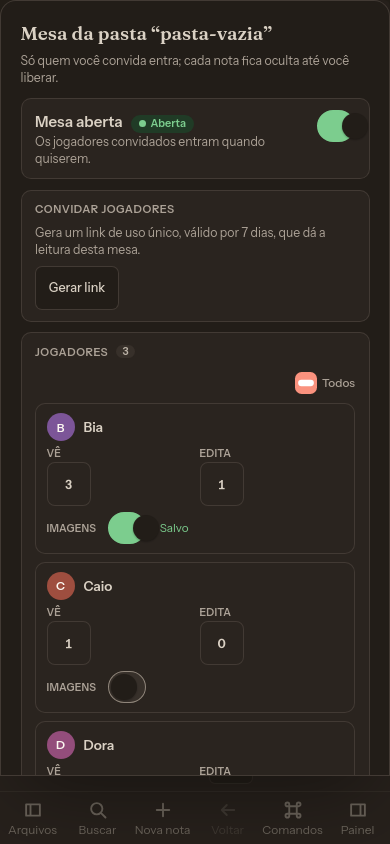 Mesa da pasta “pasta-vazia”
Só quem você convida entra; cada nota fica oculta até você
liberar.
Mesa aberta Aberta
Os jogadores convidados entram quando
quiserem.
CONVIDAR JOGADORES
Gera um link de uso único, válido por 7 dias, que dá a
leitura desta mesa.
Gerar link
JOGADORES 3
Todos
B Bia
VÊ EDITA
3 1
IMAGENS Salvo
C Caio
VÊ EDITA
1 0
IMAGENS
D Dora
VÊ EDITA
Arquivos Buscar Nova nota Voltar Comandos Painel